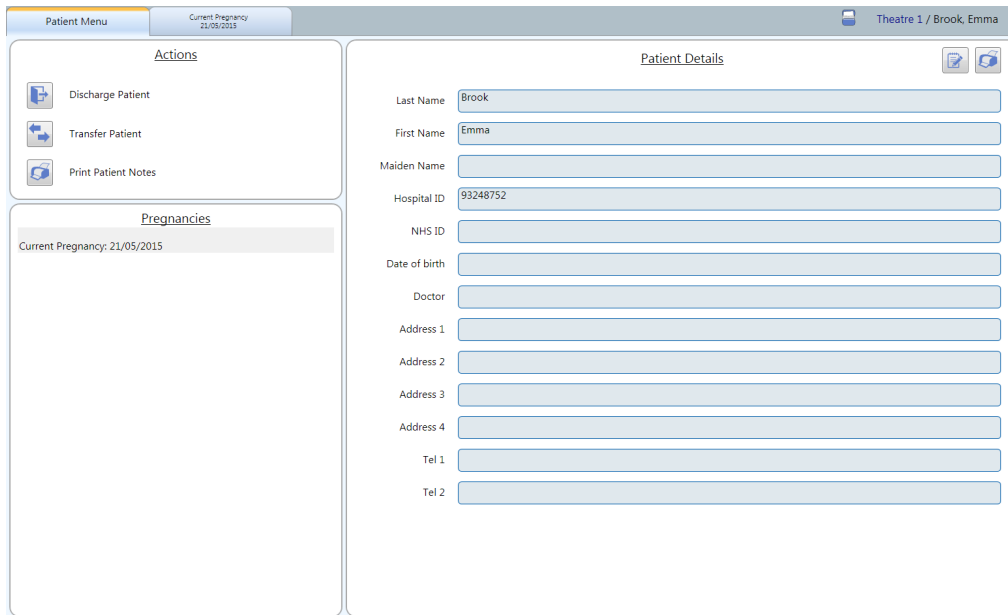 Patient Menu
Current Pregnancy
21/05/2015
Theatre 1 / Brook, Emma
Actions
Discharge Patient
Transfer Patient
Print Patient Notes
Pregnancies
Current Pregnancy: 21/05/2015
Patient Details
Last Name Brook
First Name Emma
Maiden Name
Hospital ID 93248752
NHS ID
Date of birth
Doctor
Address 1
Address 2
Address 3
Address 4
Tel 1
Tel 2